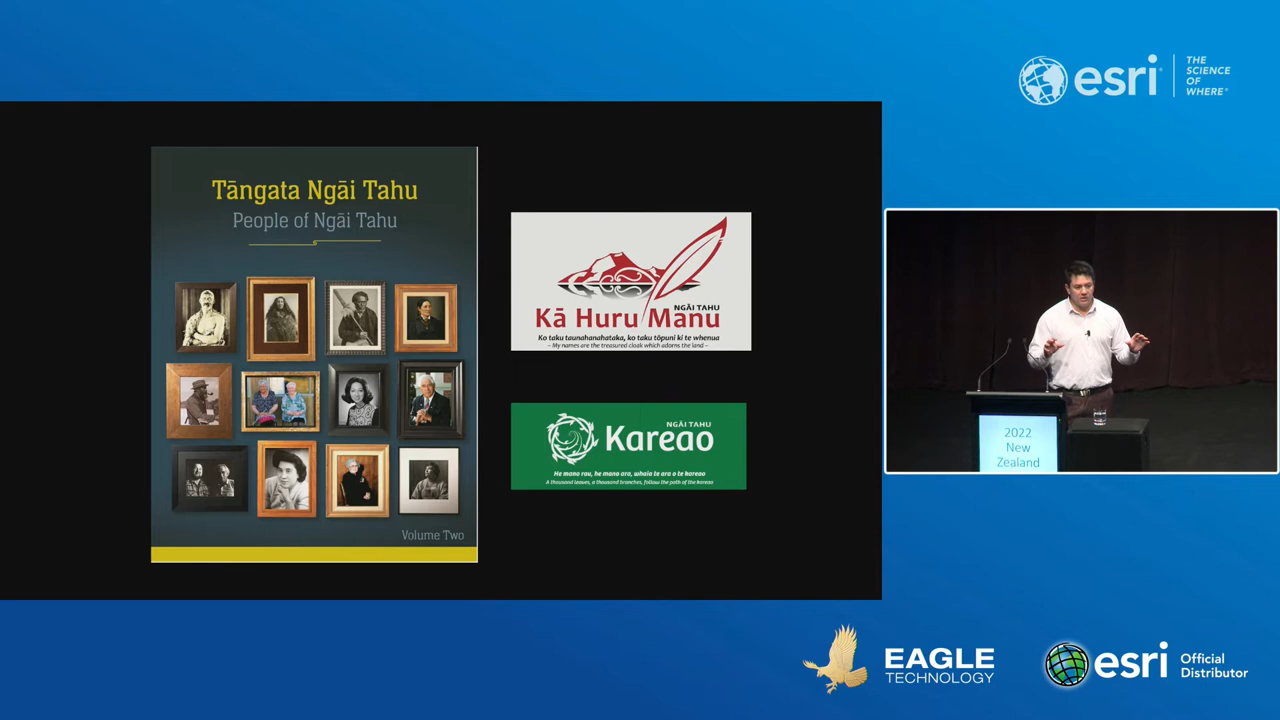 esri
THE
SCIENCE
OF
WHERE®
Tāngata Ngāi Tahu
People of Ngāi Tahu
Volume Two
NGĀI TAHU
Kā Huru Manu
Ko taku taunahanahataka, ko taku tōpuni ki te whenua
– My names are the treasured cloak which adorns the land –
NGĀI TAHU
Kareao
He mano rau, he mano ara, whaia te ara o te kareao
A thousand leaves, a thousand branches, follow the path of the kareao
2022
New
Zealand
EAGLE
TECHNOLOGY
esri
Official
Distributor